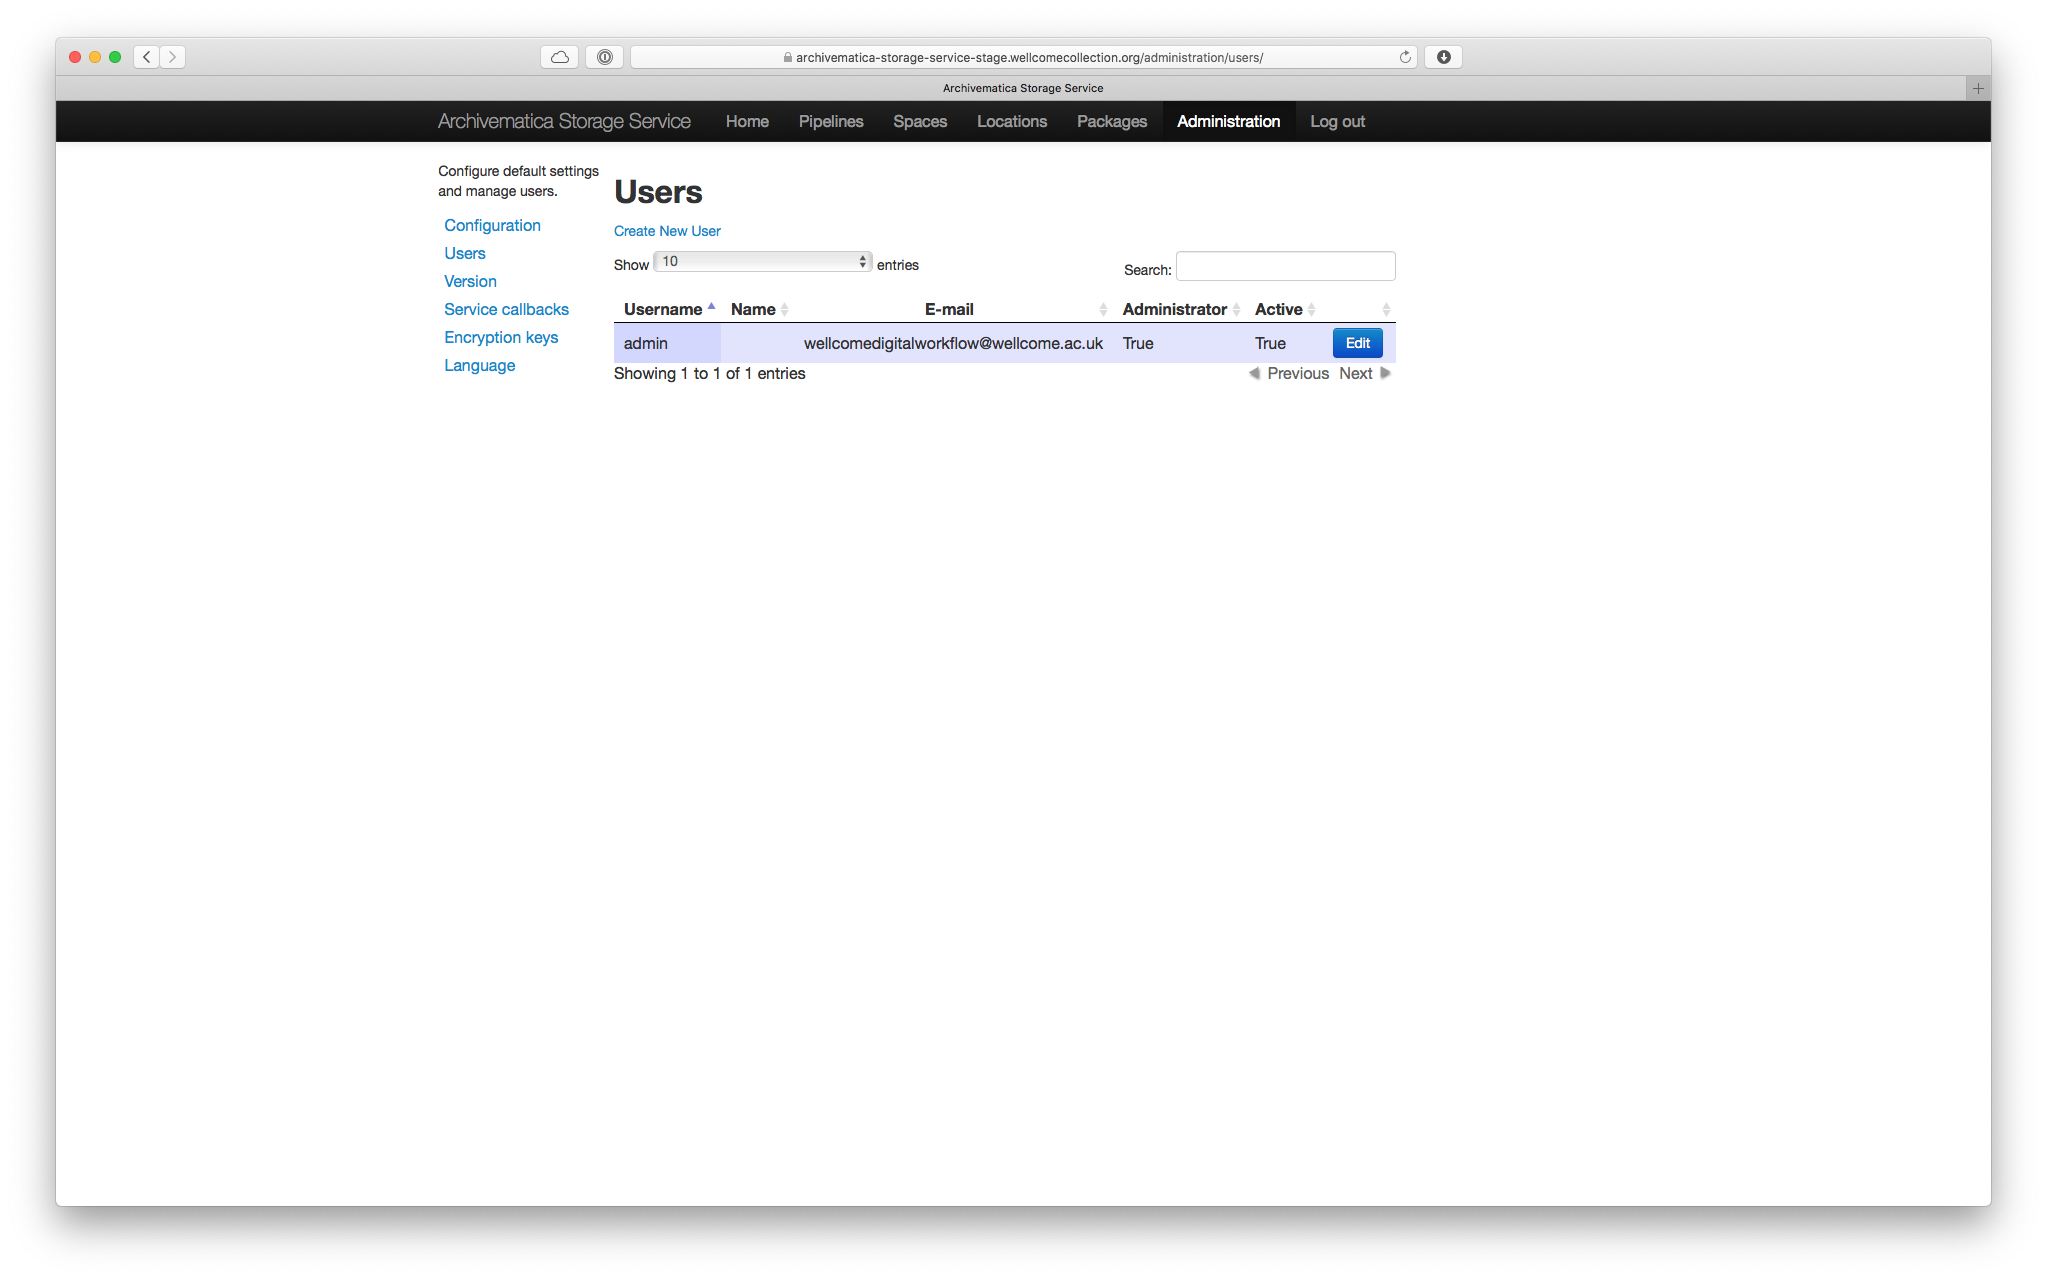 archivematica-storage-service-stage.wellcomecollection.org/administration/users/
Archivematica Storage Service
Archivematica Storage Service Home Pipelines Spaces Locations Packages Administration Log out
Configure default settings
and manage users.
Configuration
Users
Version
Service callbacks
Encryption keys
Language
Users
Create New User
Show 10 entries Search:
Username Name E-mail Administrator Active
admin wellcomedigitalworkflow@wellcome.ac.uk True True Edit
Showing 1 to 1 of 1 entries Previous Next